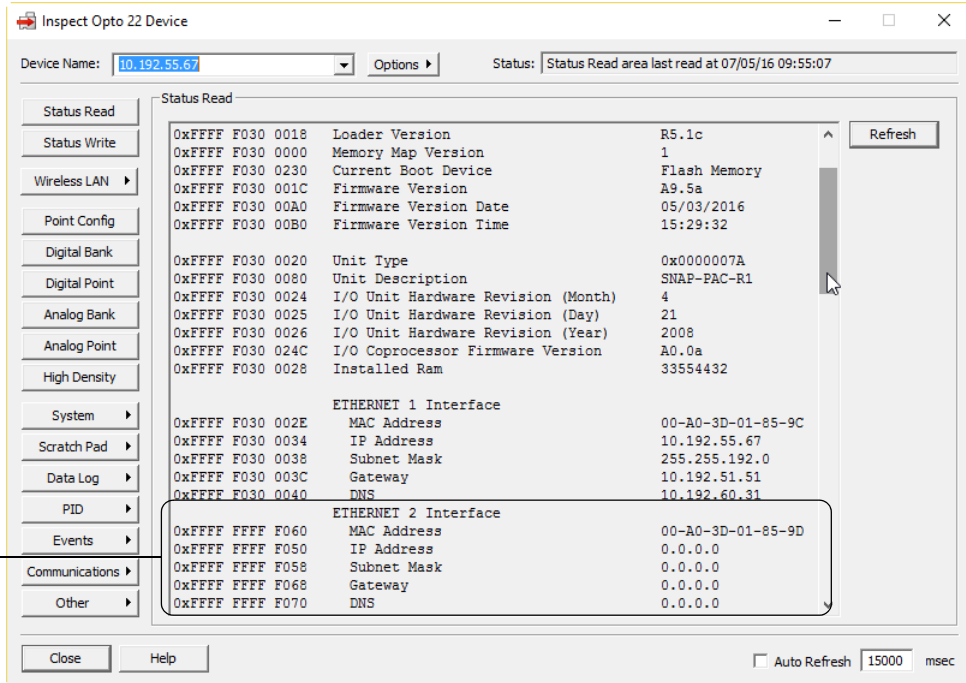 Inspect Opto 22 Device
Device Name: 10.192.55.67 Options Status: Status Read area last read at 07/05/16 09:55:07
Status Read
Status Write
Wireless LAN
Point Config
Digital Bank
Digital Point
Analog Bank
Analog Point
High Density
System
Scratch Pad
Data Log
PID
Events
Communications
Other
Status Read
0xFFFF F030 0018 Loader Version R5.1c
0xFFFF F030 0000 Memory Map Version 1
0xFFFF F030 0230 Current Boot Device Flash Memory
0xFFFF F030 001C Firmware Version A9.5a
0xFFFF F030 00A0 Firmware Version Date 05/03/2016
0xFFFF F030 00B0 Firmware Version Time 15:29:32
0xFFFF F030 0020 Unit Type 0x0000007A
0xFFFF F030 0080 Unit Description SNAP-PAC-R1
0xFFFF F030 0024 I/O Unit Hardware Revision (Month) 4
0xFFFF F030 0025 I/O Unit Hardware Revision (Day) 21
0xFFFF F030 0026 I/O Unit Hardware Revision (Year) 2008
0xFFFF F030 024C I/O Coprocessor Firmware Version A0.0a
0xFFFF F030 0028 Installed Ram 33554432
ETHERNET 1 Interface
0xFFFF F030 002E MAC Address 00-A0-3D-01-85-9C
0xFFFF F030 0034 IP Address 10.192.55.67
0xFFFF F030 0038 Subnet Mask 255.255.192.0
0xFFFF F030 003C Gateway 10.192.51.51
0xFFFF F030 0040 DNS 10.192.60.31
ETHERNET 2 Interface
0xFFFF FFFF F060 MAC Address 00-A0-3D-01-85-9D
0xFFFF FFFF F050 IP Address 0.0.0.0
0xFFFF FFFF F058 Subnet Mask 0.0.0.0
0xFFFF FFFF F068 Gateway 0.0.0.0
0xFFFF FFFF F070 DNS 0.0.0.0
Refresh
Close Help Auto Refresh 15000 msec